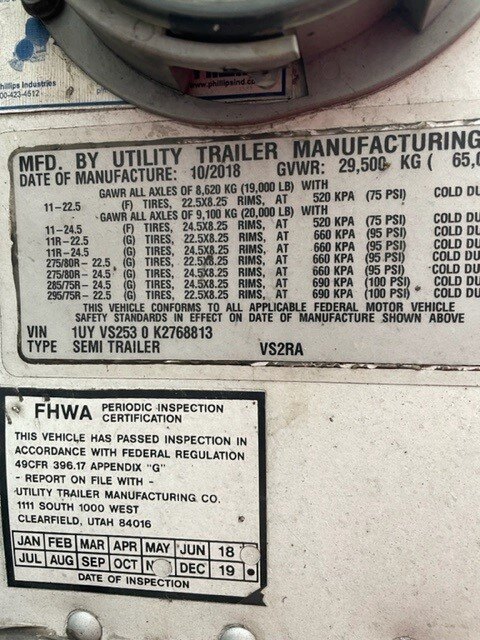 hillips Industries
00-423-4512
www.phillipsind.com
MFD. BY UTILITY TRAILER MANUFACTURING
DATE OF MANUFACTURE: 10/2018 GVWR: 29,500 KG ( 65,0
GAWR ALL AXLES OF 8,620 KG (19,000 LB) WITH
11-22.5 (F) TIRES, 22.5X8.25 RIMS, AT 520 KPA (75 PSI) COLD DU
GAWR ALL AXLES OF 9,100 KG (20,000 LB) WITH
11-24.5 (F) TIRES, 24.5X8.25 RIMS, AT 520 KPA (75 PSI) COLD DU
11R-22.5 (G) TIRES, 22.5X8.25 RIMS, AT 660 KPA (95 PSI) COLD DU
11R-24.5 (G) TIRES, 24.5X8.25 RIMS, AT 660 KPA (95 PSI) COLD DU
275/80R- 22.5 (G) TIRES, 22.5X8.25 RIMS, AT 660 KPA (95 PSI) COLD DU
275/80R- 24.5 (G) TIRES, 24.5X8.25 RIMS, AT 660 KPA (95 PSI) COLD DU
285/75R- 24.5 (G) TIRES, 24.5X8.25 RIMS, AT 690 KPA (100 PSI) COLD DU
295/75R- 22.5 (G) TIRES, 22.5X8.25 RIMS, AT 690 KPA (100 PSI) COLD DU
THIS VEHICLE CONFORMS TO ALL APPLICABLE FEDERAL MOTOR VEHICLE
SAFETY STANDARDS IN EFFECT ON DATE OF MANUFACTURE SHOWN ABOVE
VIN 1UY VS253 0 K2768813
TYPE SEMI TRAILER VS2RA
FHWA PERIODIC INSPECTION
CERTIFICATION
THIS VEHICLE HAS PASSED INSPECTION IN
ACCORDANCE WITH FEDERAL REGULATION
49CFR 396.17 APPENDIX "G"
- REPORT ON FILE WITH -
UTILITY TRAILER MANUFACTURING CO.
1111 SOUTH 1000 WEST
CLEARFIELD, UTAH 84016
JAN FEB MAR APR MAY JUN 18
JUL AUG SEP OCT N DEC 19
DATE OF INSPECTION